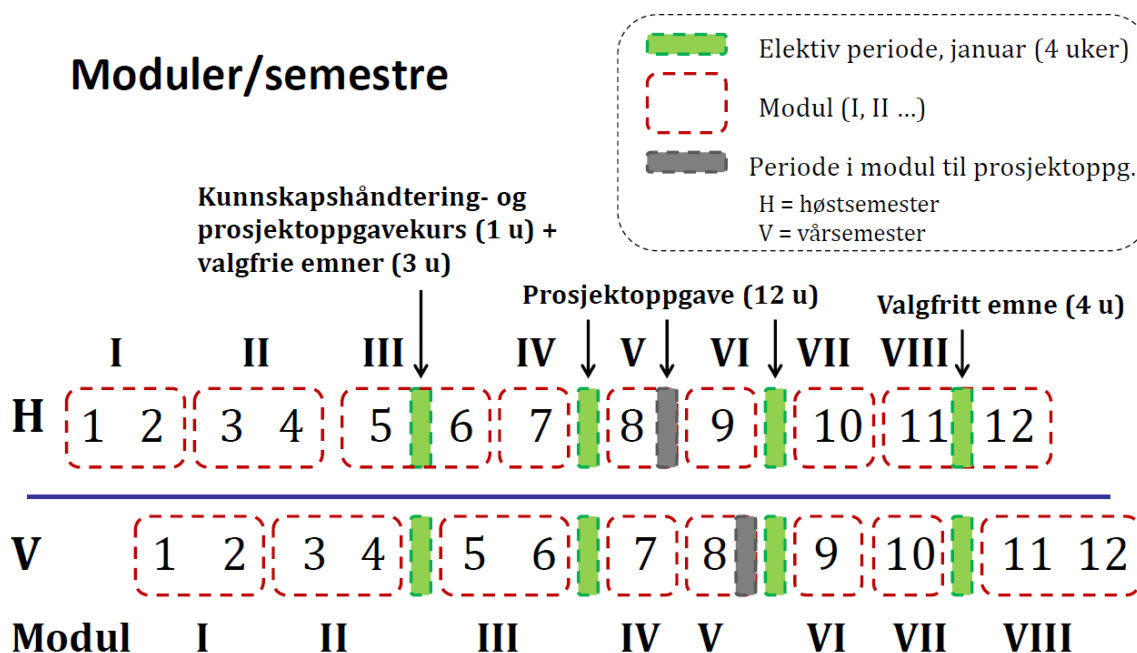 Moduler/semestre
Elektiv periode, januar (4 uker)
Modul (I, II ...)
Periode i modul til prosjektoppg.
H = høstsemester
V = vårsemester
Kunnskapshåndtering- og
prosjektoppgavekurs (1 u) +
valgfrie emner (3 u)
Prosjektoppgave (12 u)
Valgfritt emne (4 u)
I II III IV V VI VII VIII
H 1 2 3 4 5 6 7 8 9 10 11 12
V 1 2 3 4 5 6 7 8 9 10 11 12
Modul I II III IV V VI VII VIII